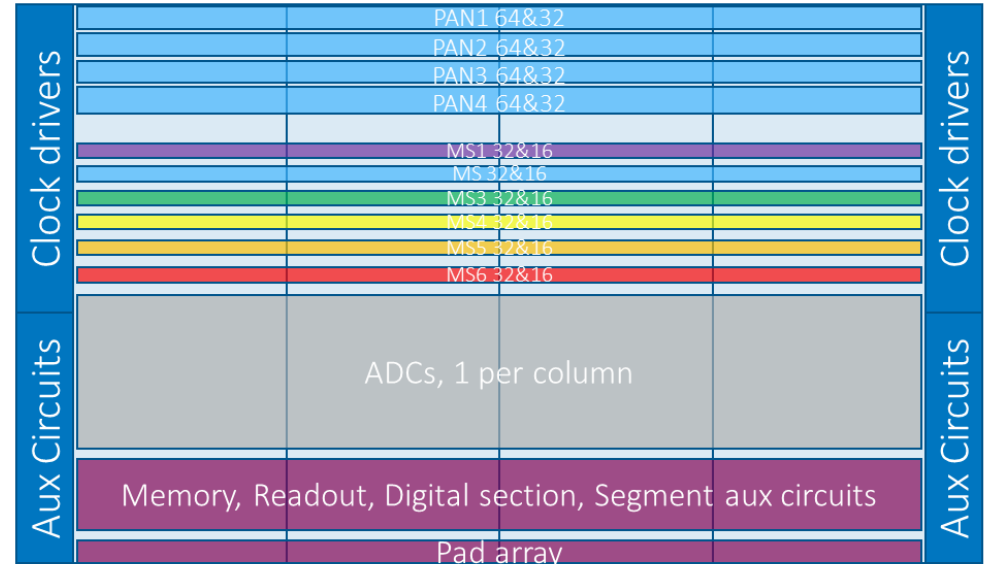 Clock drivers
Aux Circuits
PAN1 64&32
PAN2 64&32
PAN3 64&32
PAN4 64&32
MS1 32&16
MS 32&16
MS3 32&16
MS4 32&16
MS5 32&16
MS6 32&16
ADCs, 1 per column
Memory, Readout, Digital section, Segment aux circuits
Pad array
Clock drivers
Aux Circuits